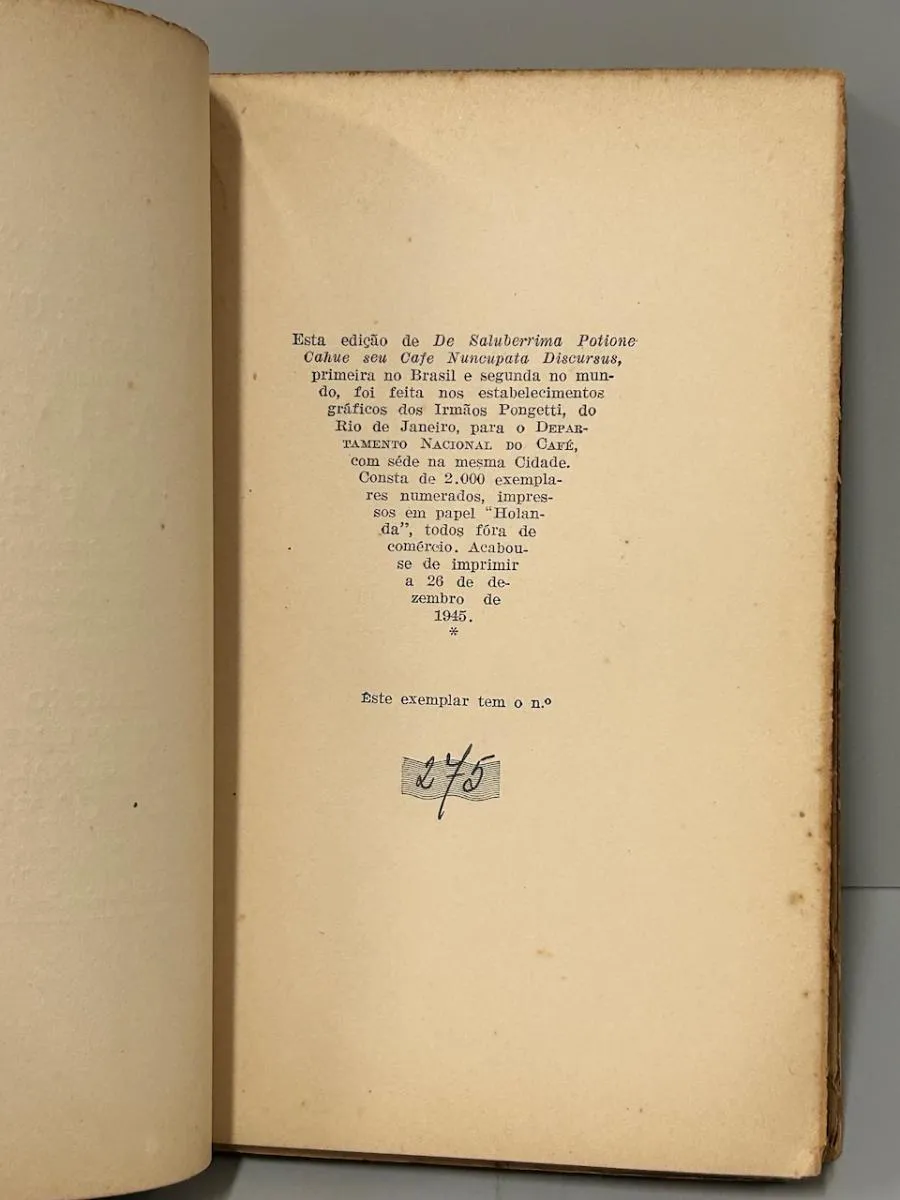 Esta edição de De Saluberrima Potione
Cahue seu Cafe Nuncupata Discursus,
primeira no Brasil e segunda no mun-
do, foi feita nos estabelecimentos
gráficos dos Irmãos Pongetti, do
Rio de Janeiro, para o DEPAR-
TAMENTO NACIONAL DO CAFÉ,
com séde na mesma Cidade.
Consta de 2.000 exempla-
res numerados, impres-
sos em papel "Holan-
da", todos fóra de
comércio. Acabou-
se de imprimir
a 26 de de-
zembro de
1945.
*
Êste exemplar tem o n.º
275